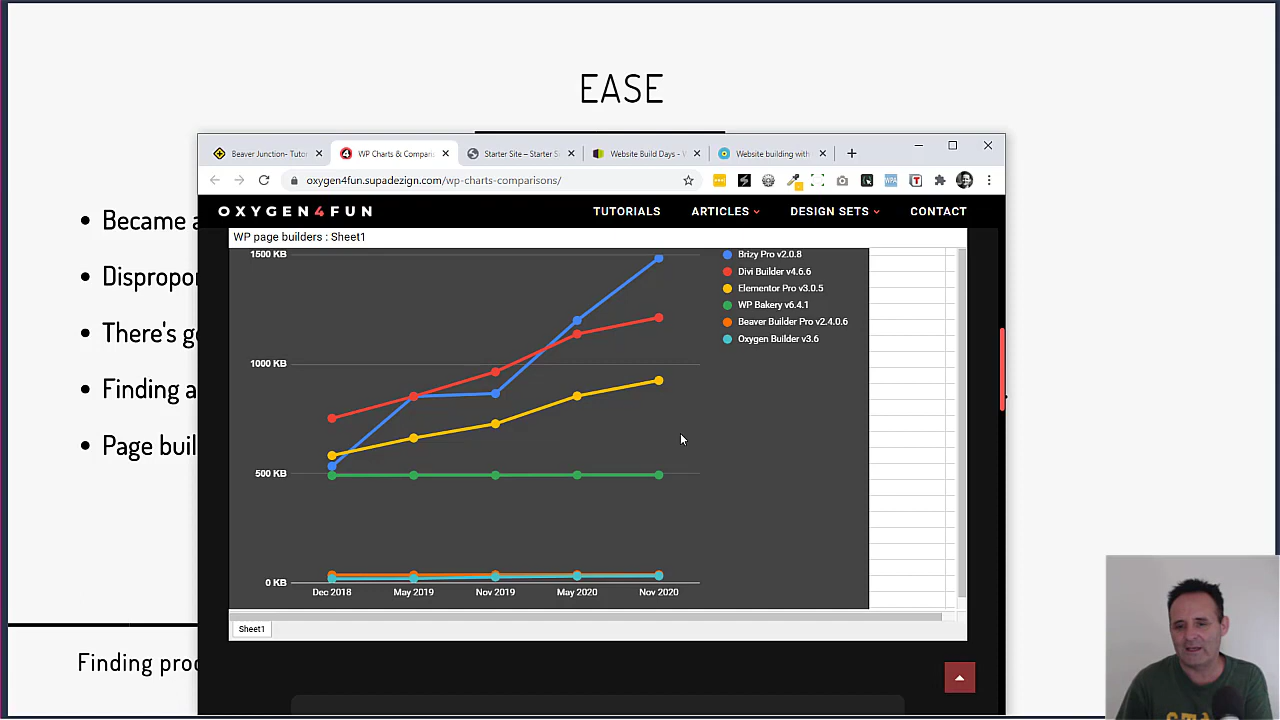 EASE
Beaver Junction- Tutor
WP Charts & Comparis
Starter Site – Starter S
Website Build Days - W
Website building with
oxygen4fun.supadezign.com/wp-charts-comparisons/
OXYGEN4FUN
TUTORIALS
ARTICLES
DESIGN SETS
CONTACT
WP page builders : Sheet1
1500 KB
1000 KB
500 KB
0 KB
Brizy Pro v2.0.8
Divi Builder v4.6.6
Elementor Pro v3.0.5
WP Bakery v6.4.1
Beaver Builder Pro v2.4.0.6
Oxygen Builder v3.6
Dec 2018
May 2019
Nov 2019
May 2020
Nov 2020
Sheet1
• Became a
• Dispropor
• There's g
• Finding a
• Page buil
Finding pro